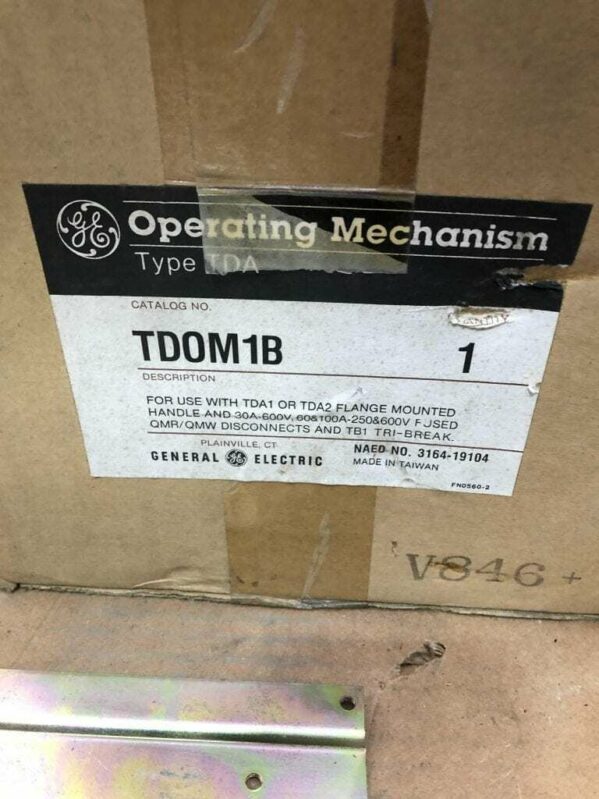 GE Operating Mechanism
Type TDA
CATALOG NO.
QUANTITY
TDOM1B
1
DESCRIPTION
FOR USE WITH TDA1 OR TDA2 FLANGE MOUNTED
HANDLE AND 30A-600V, 60&100A-250&600V FUSED
QMR/QMW DISCONNECTS AND TB1 TRI-BREAK.
PLAINVILLE, CT
GENERAL GE ELECTRIC
NAED NO. 3164-19104
MADE IN TAIWAN
FN0560-2
V846+